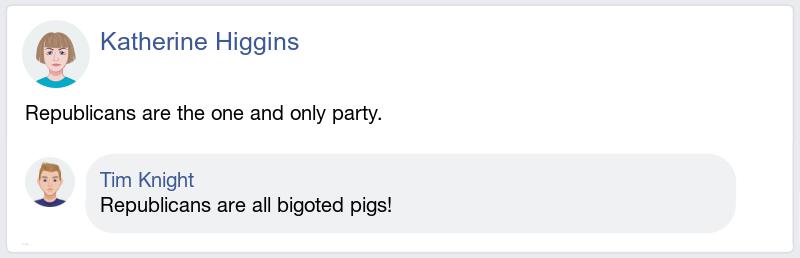 Katherine Higgins
Republicans are the one and only party.
Tim Knight
Republicans are all bigoted pigs!